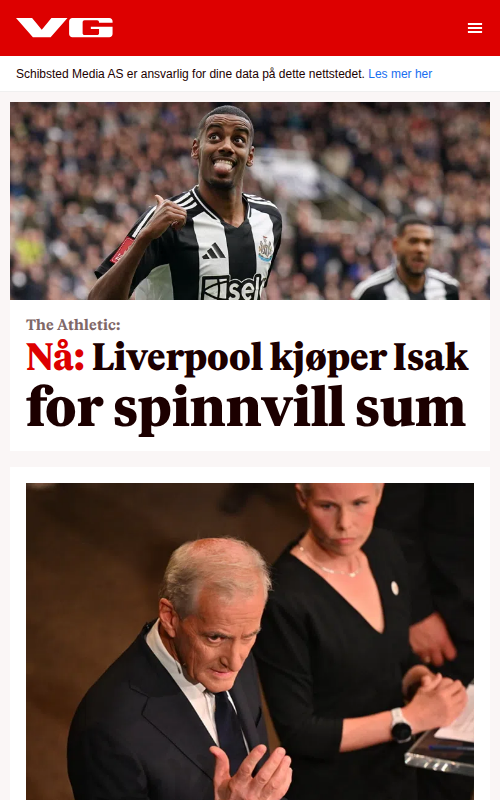 VG
Schibsted Media AS er ansvarlig for dine data på dette nettstedet. Les mer her
The Athletic:
Nå: Liverpool kjøper Isak
for spinnvill sum